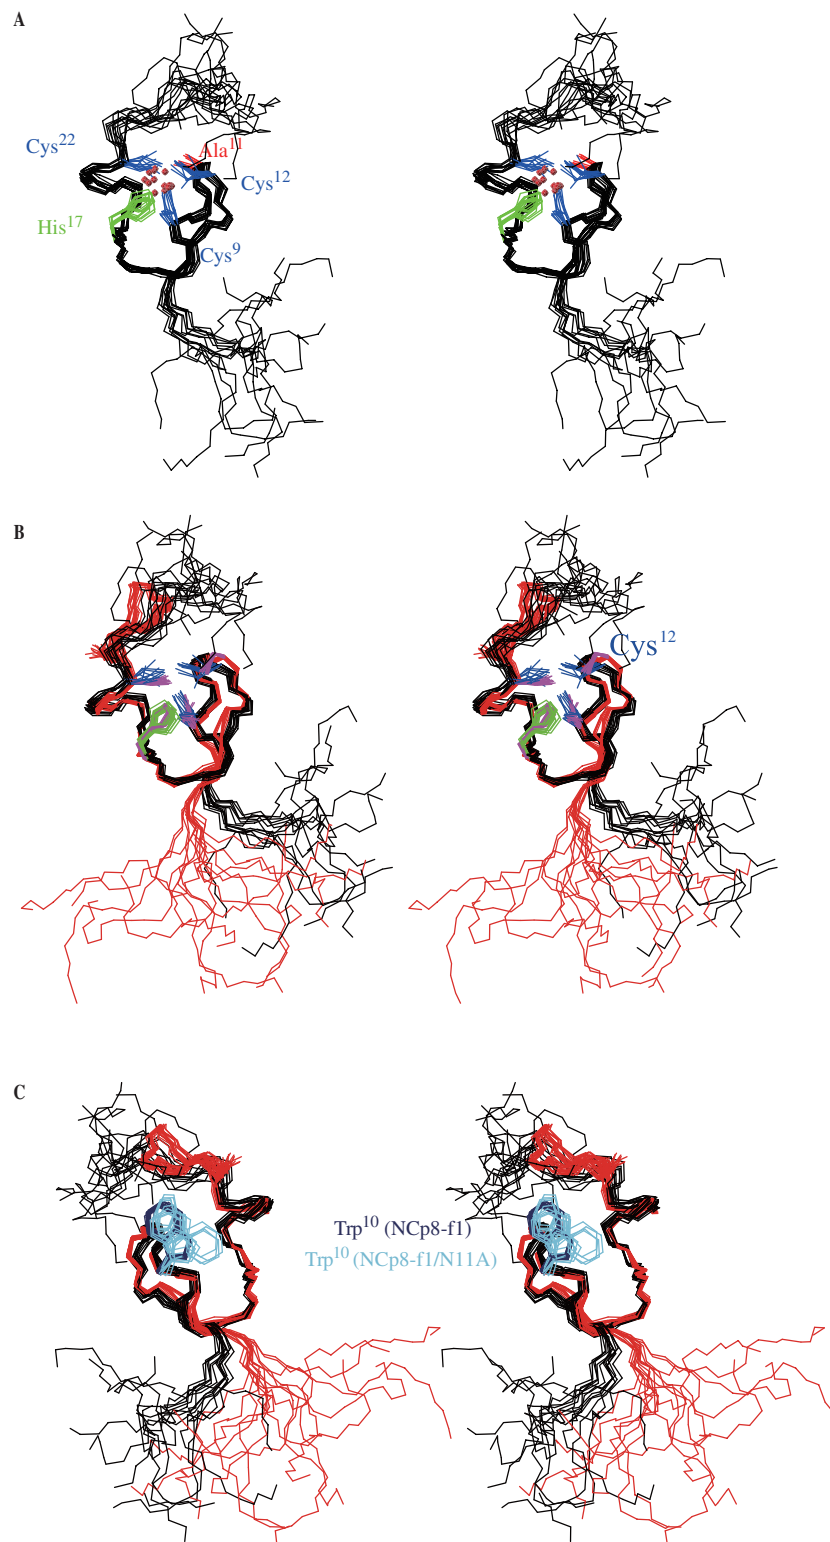 A
Cys22
Ala11
Cys12
His17
Cys9
B
Cys12
C
Trp10 (NCp8-f1)
Trp10 (NCp8-f1/N11A)